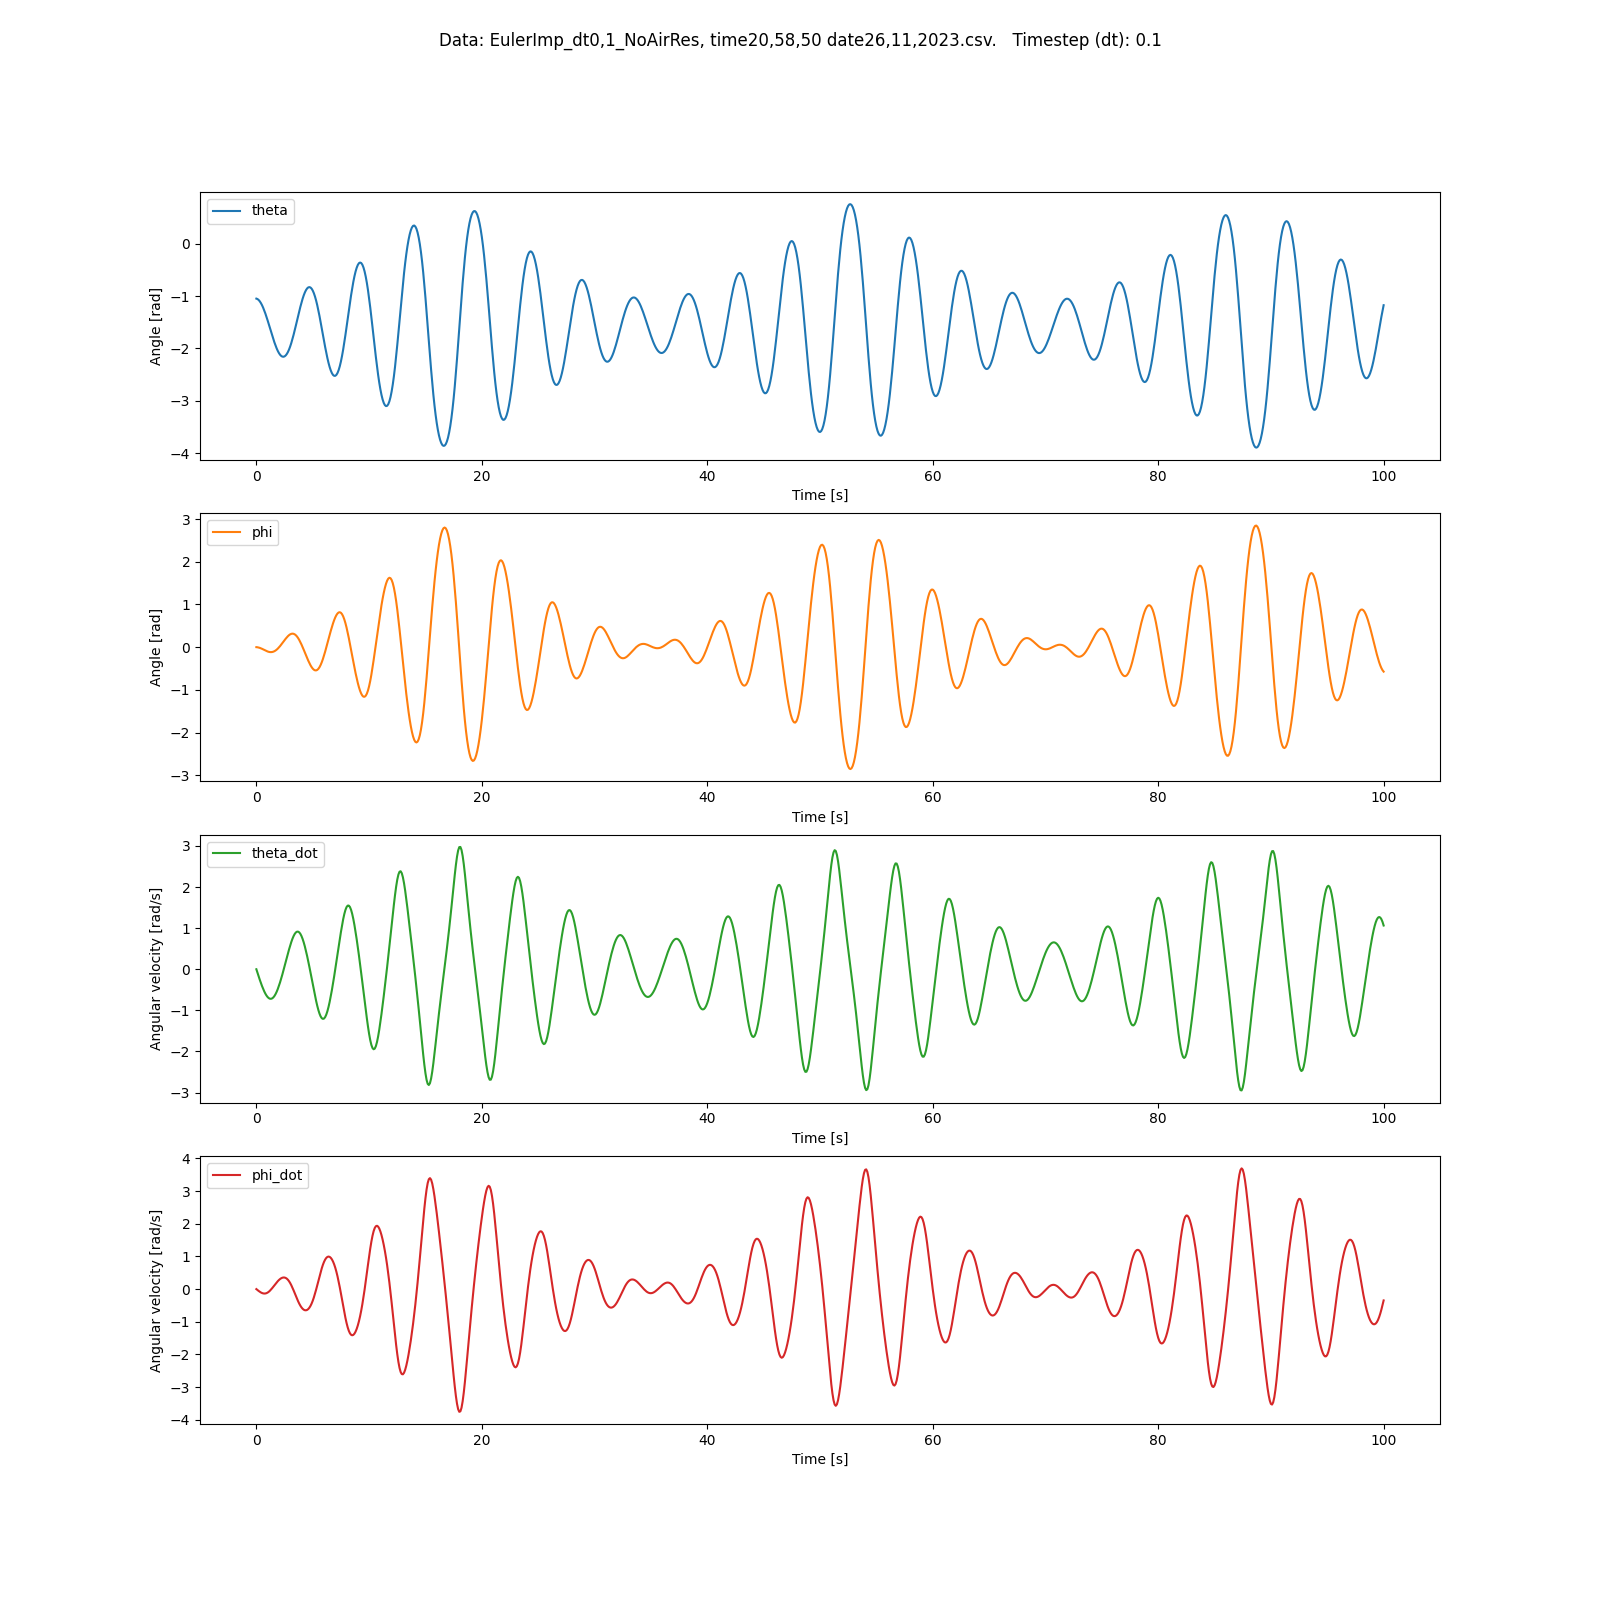 Data: EulerImp_dt0,1_NoAirRes, time20,58,50 date26,11,2023.csv.   Timestep (dt): 0.1
theta
Angle [rad]
0
−1
−2
−3
−4
0 20 40 60 80 100
Time [s]
phi
Angle [rad]
3
2
1
0
−1
−2
−3
0 20 40 60 80 100
Time [s]
theta_dot
Angular velocity [rad/s]
3
2
1
0
−1
−2
−3
0 20 40 60 80 100
Time [s]
phi_dot
Angular velocity [rad/s]
4
3
2
1
0
−1
−2
−3
−4
0 20 40 60 80 100
Time [s]